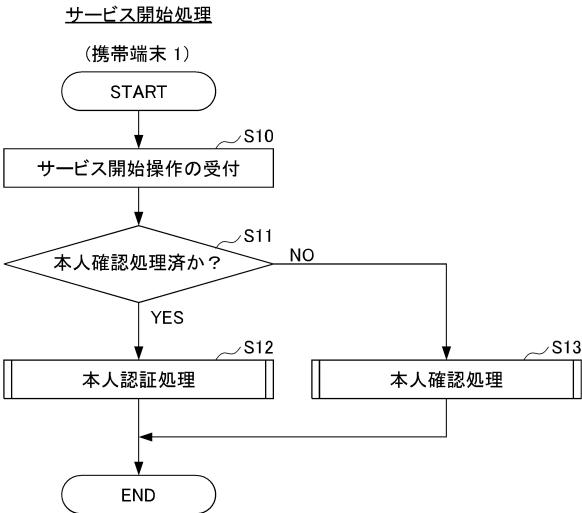 サービス開始処理
(携帯端末 1)
START
S10
サービス開始操作の受付
S11
本人確認処理済か?
NO
YES
S12
本人認証処理
S13
本人確認処理
END